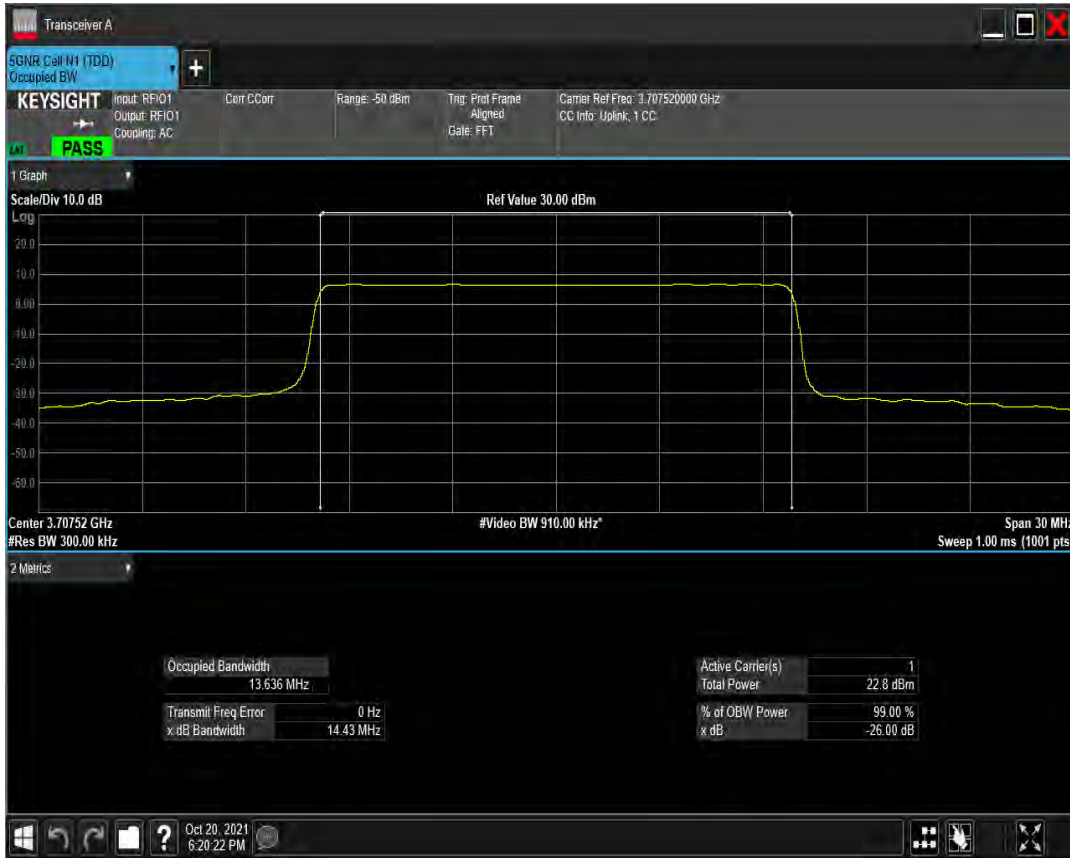 Transceiver A
5GNR Cell N1 (TDD)
Occupied BW
KEYSIGHT
Input: RFIO1
Output: RFIO1
Coupling: AC
Corr CCorr
Range: -50 dBm
Trig: Prot Frame
Aligned
Gate: FFT
Carrier Ref Freq: 3.707520000 GHz
CC Info: Uplink, 1 CC
PASS
1 Graph
Scale/Div 10.0 dB
Ref Value 30.00 dBm
Log
20.0
10.0
0.00
-10.0
-20.0
-30.0
-40.0
-50.0
-60.0
Center 3.70752 GHz
#Video BW 910.00 kHz*
Span 30 MHz
#Res BW 300.00 kHz
Sweep 1.00 ms (1001 pts
2 Metrics
Occupied Bandwidth
13.636 MHz
Transmit Freq Error 0 Hz
x dB Bandwidth 14.43 MHz
Active Carrier(s) 1
Total Power 22.8 dBm
% of OBW Power 99.00 %
x dB -26.00 dB
Oct 20, 2021
6:20:22 PM